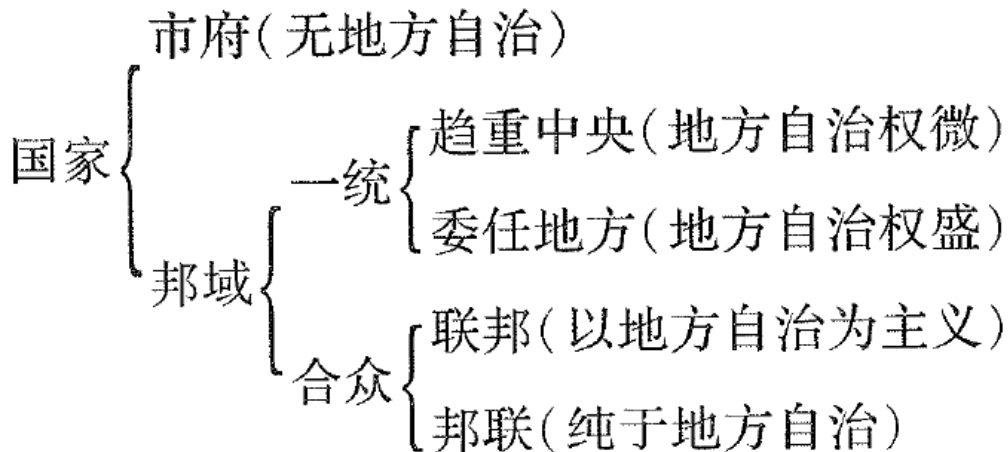 市府(无地方自治)
国家
一统
趋重中央(地方自治权微)
委任地方(地方自治权盛)
邦域
合众
联邦(以地方自治为主义)
邦联(纯于地方自治)